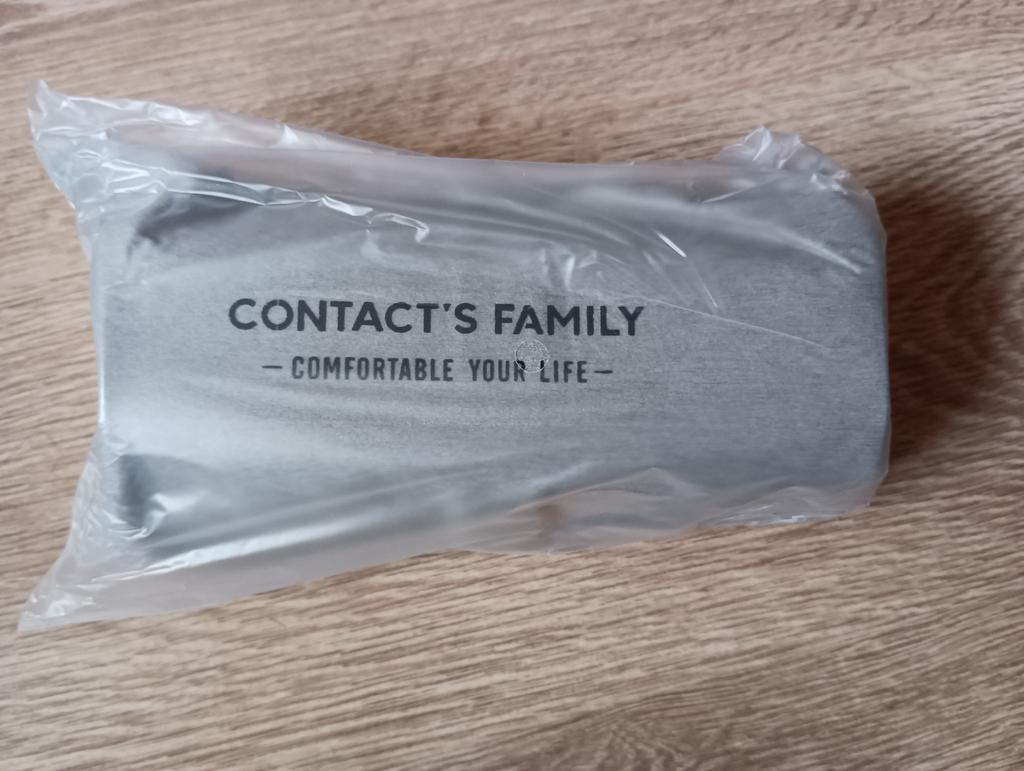 CONTACT'S FAMILY
– COMFORTABLE YOUR LIFE –